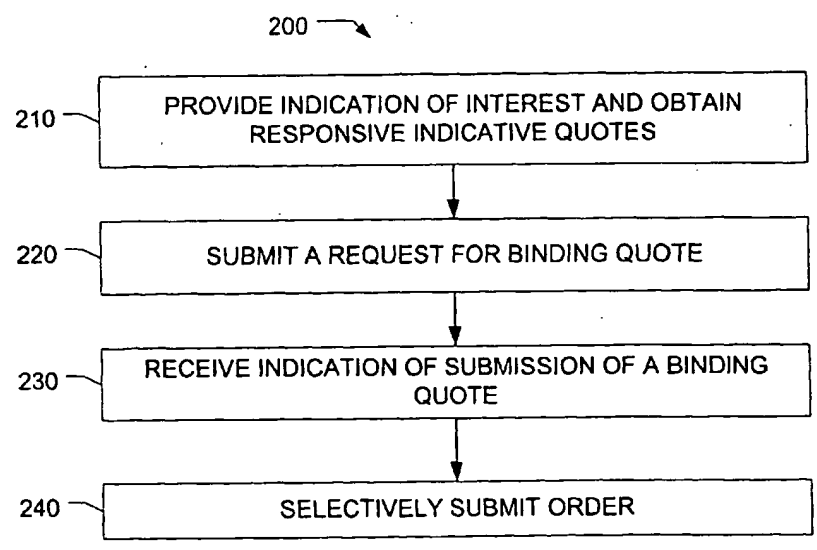 200
210
PROVIDE INDICATION OF INTEREST AND OBTAIN
RESPONSIVE INDICATIVE QUOTES
220
SUBMIT A REQUEST FOR BINDING QUOTE
230
RECEIVE INDICATION OF SUBMISSION OF A BINDING
QUOTE
240
SELECTIVELY SUBMIT ORDER